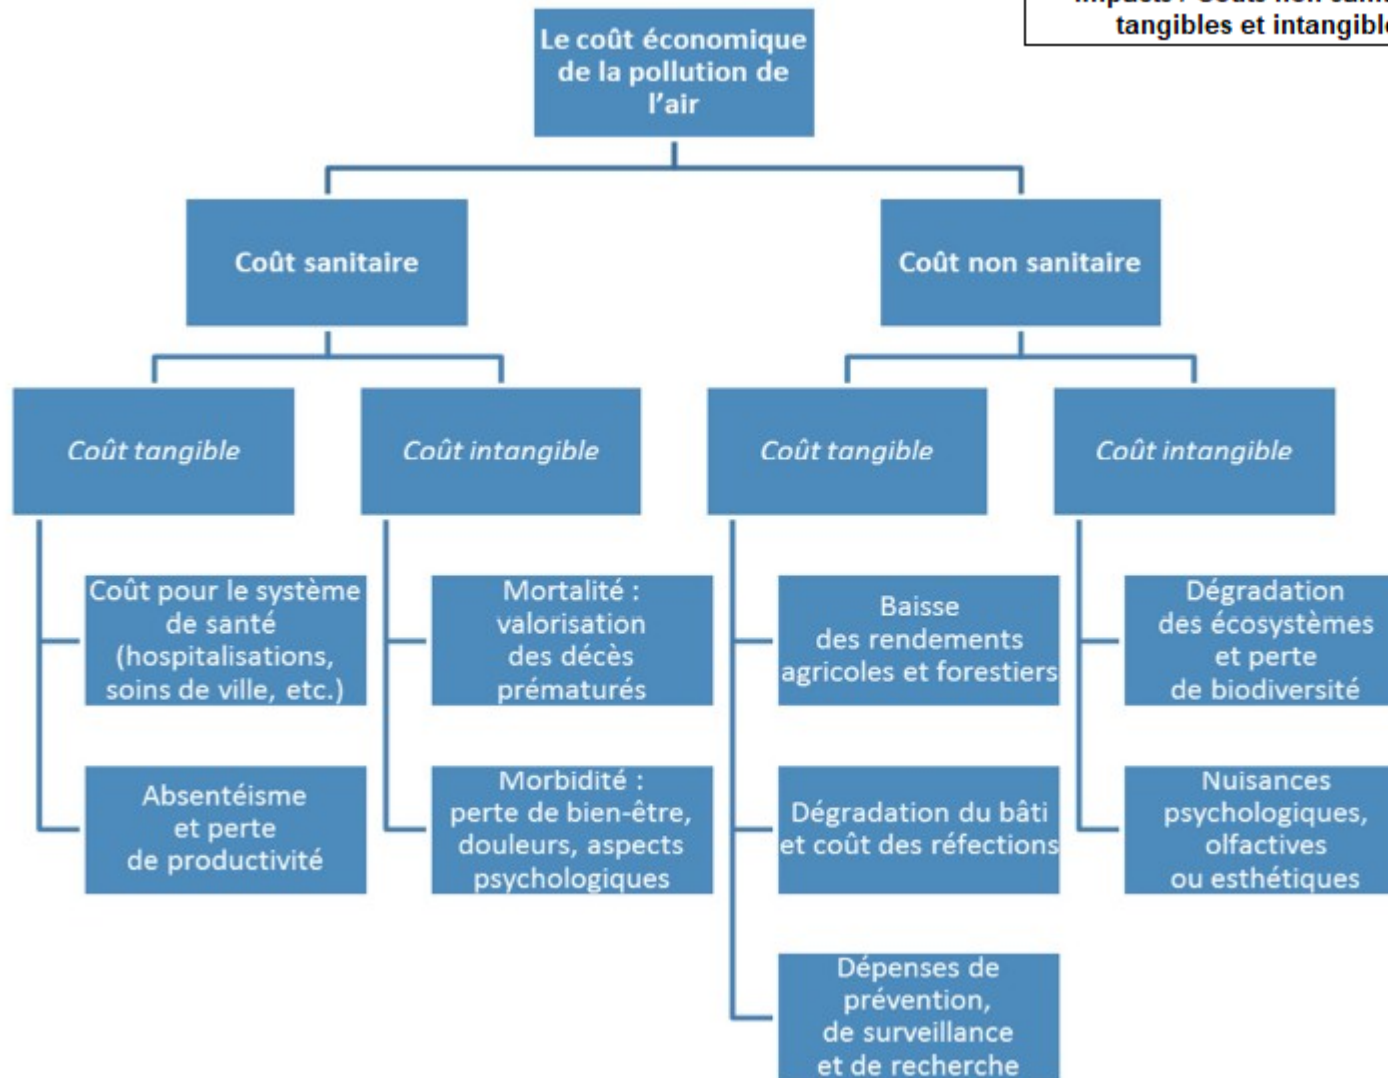 tangibles et intangible
Le coût économique
de la pollution de
l'air
Coût sanitaire
Coût non sanitaire
Coût tangible
Coût intangible
Coût tangible
Coût intangible
Coût pour le système
de santé
(hospitalisations,
soins de ville, etc.)
Mortalité :
valorisation
des décès
prématurés
Baisse
des rendements
agricoles et forestiers
Dégradation
des écosystèmes
et perte
de biodiversité
Absentéisme
et perte
de productivité
Morbidité :
perte de bien-être,
douleurs, aspects
psychologiques
Dégradation du bâti
et coût des réfections
Nuisances
psychologiques,
olfactives
ou esthétiques
Dépenses de
prévention,
de surveillance
et de recherche